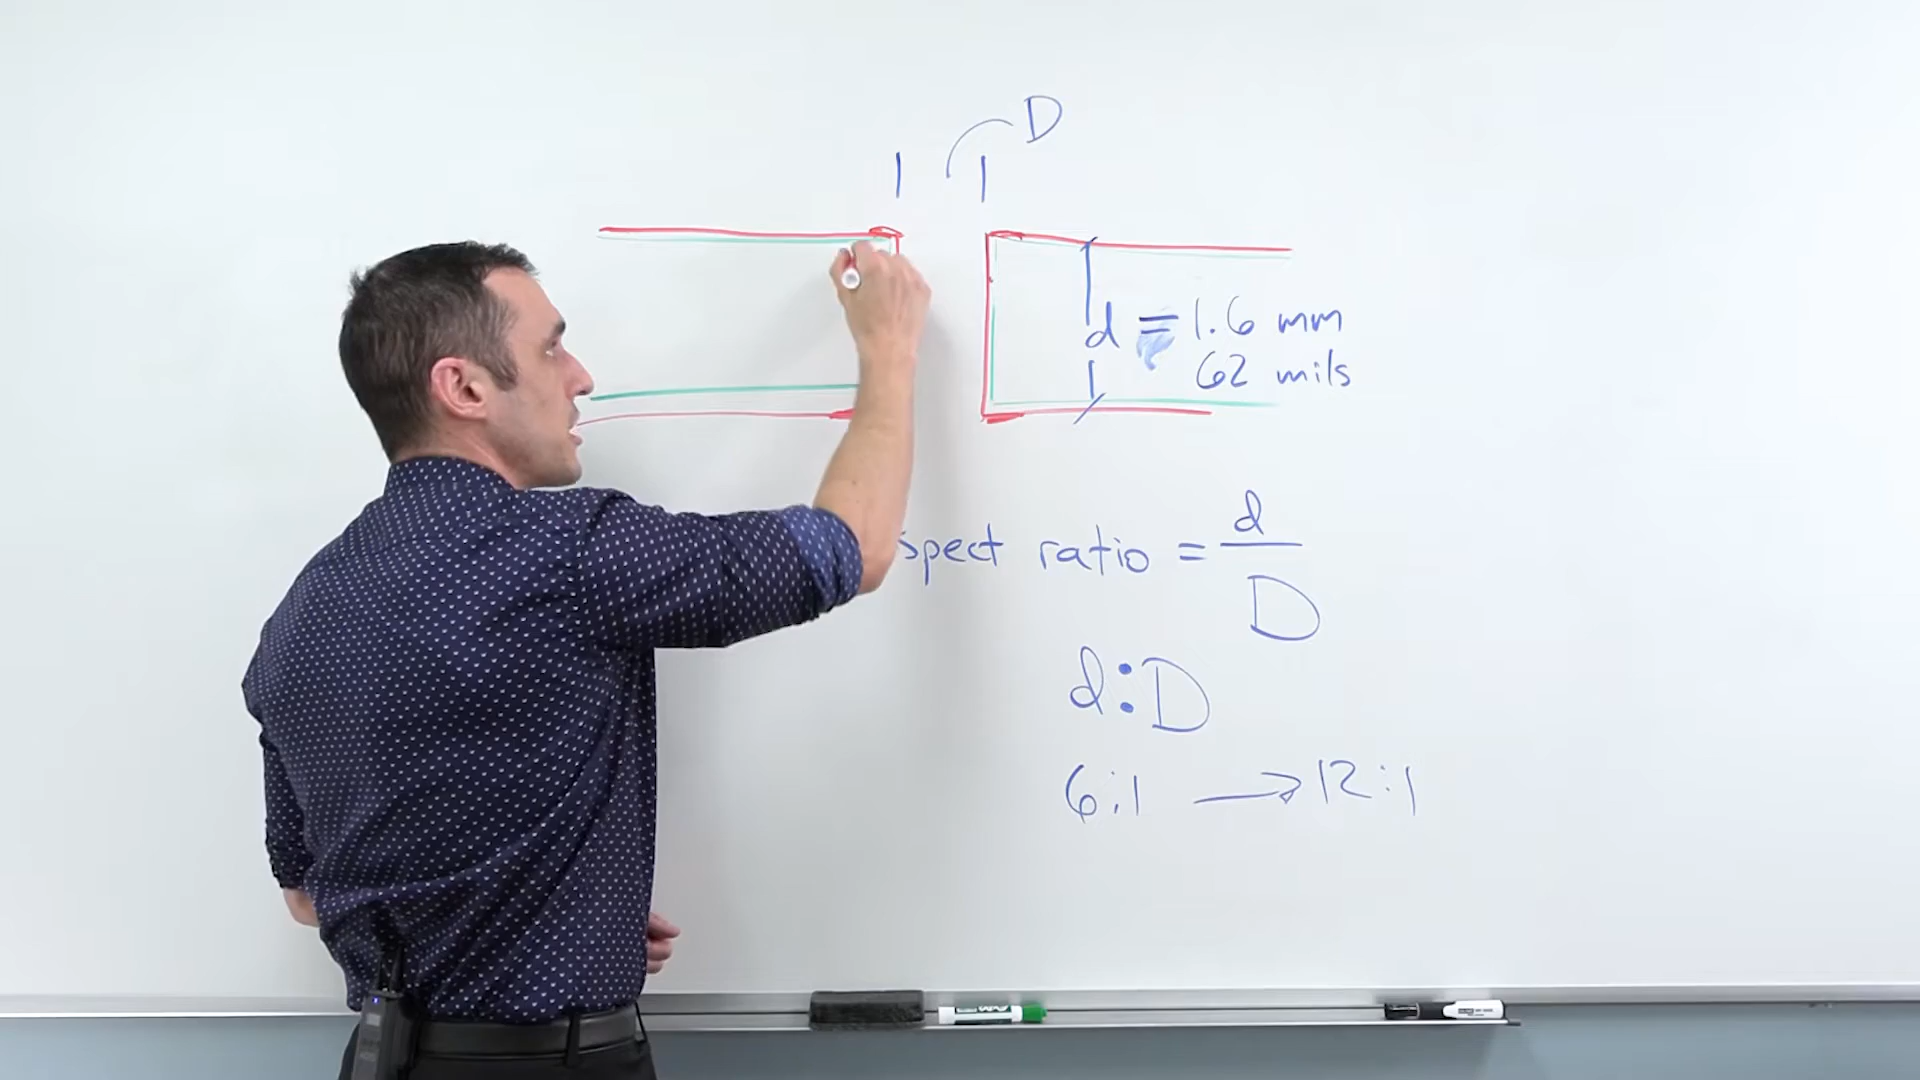 D
d = 1.6 mm
62 mils
spect ratio = d / D
d:D
6:1 → 12:1